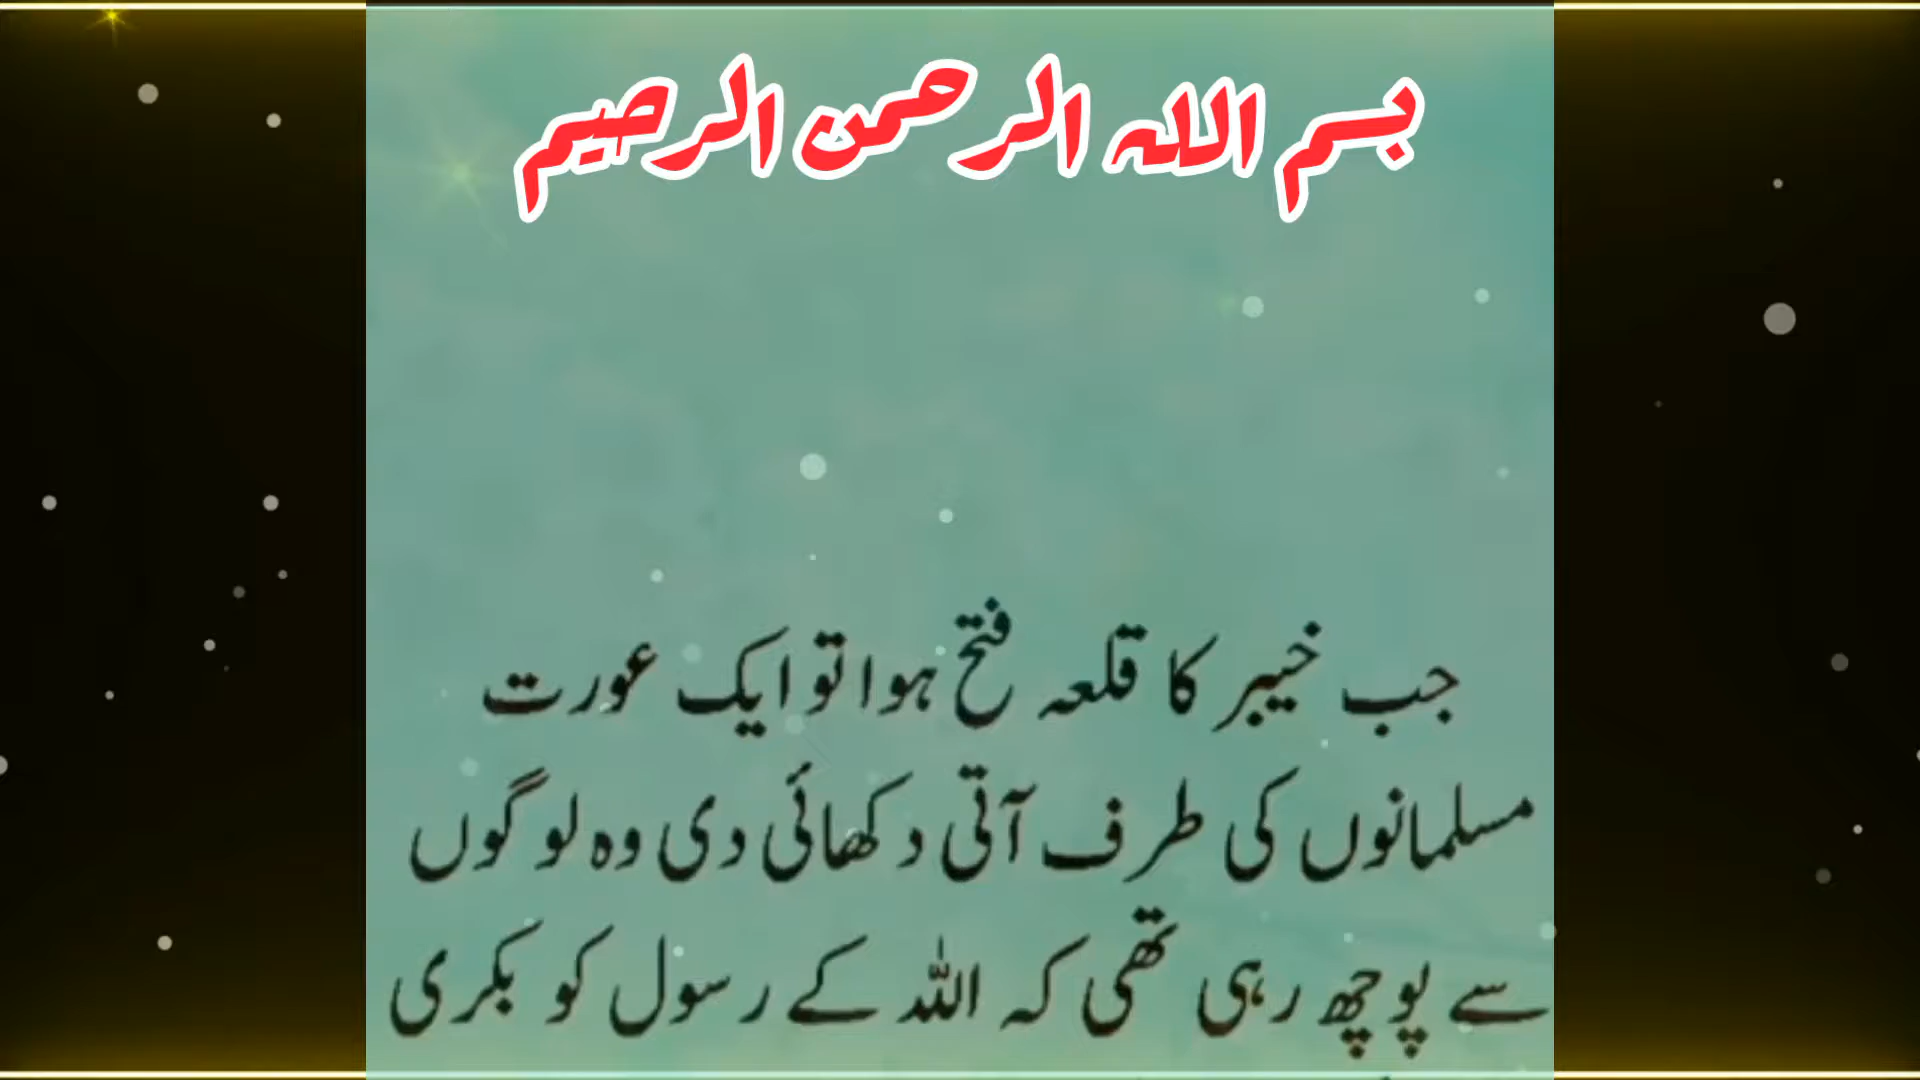 بسم اللہ الرحمن الرحیم
جب خیبر کا قلعہ فتح ہوا تو ایک عورت
مسلمانوں کی طرف آتی دکھائی دی وہ لوگوں
سے پوچھ رہی تھی کہ اللہ کے رسول کو بکری